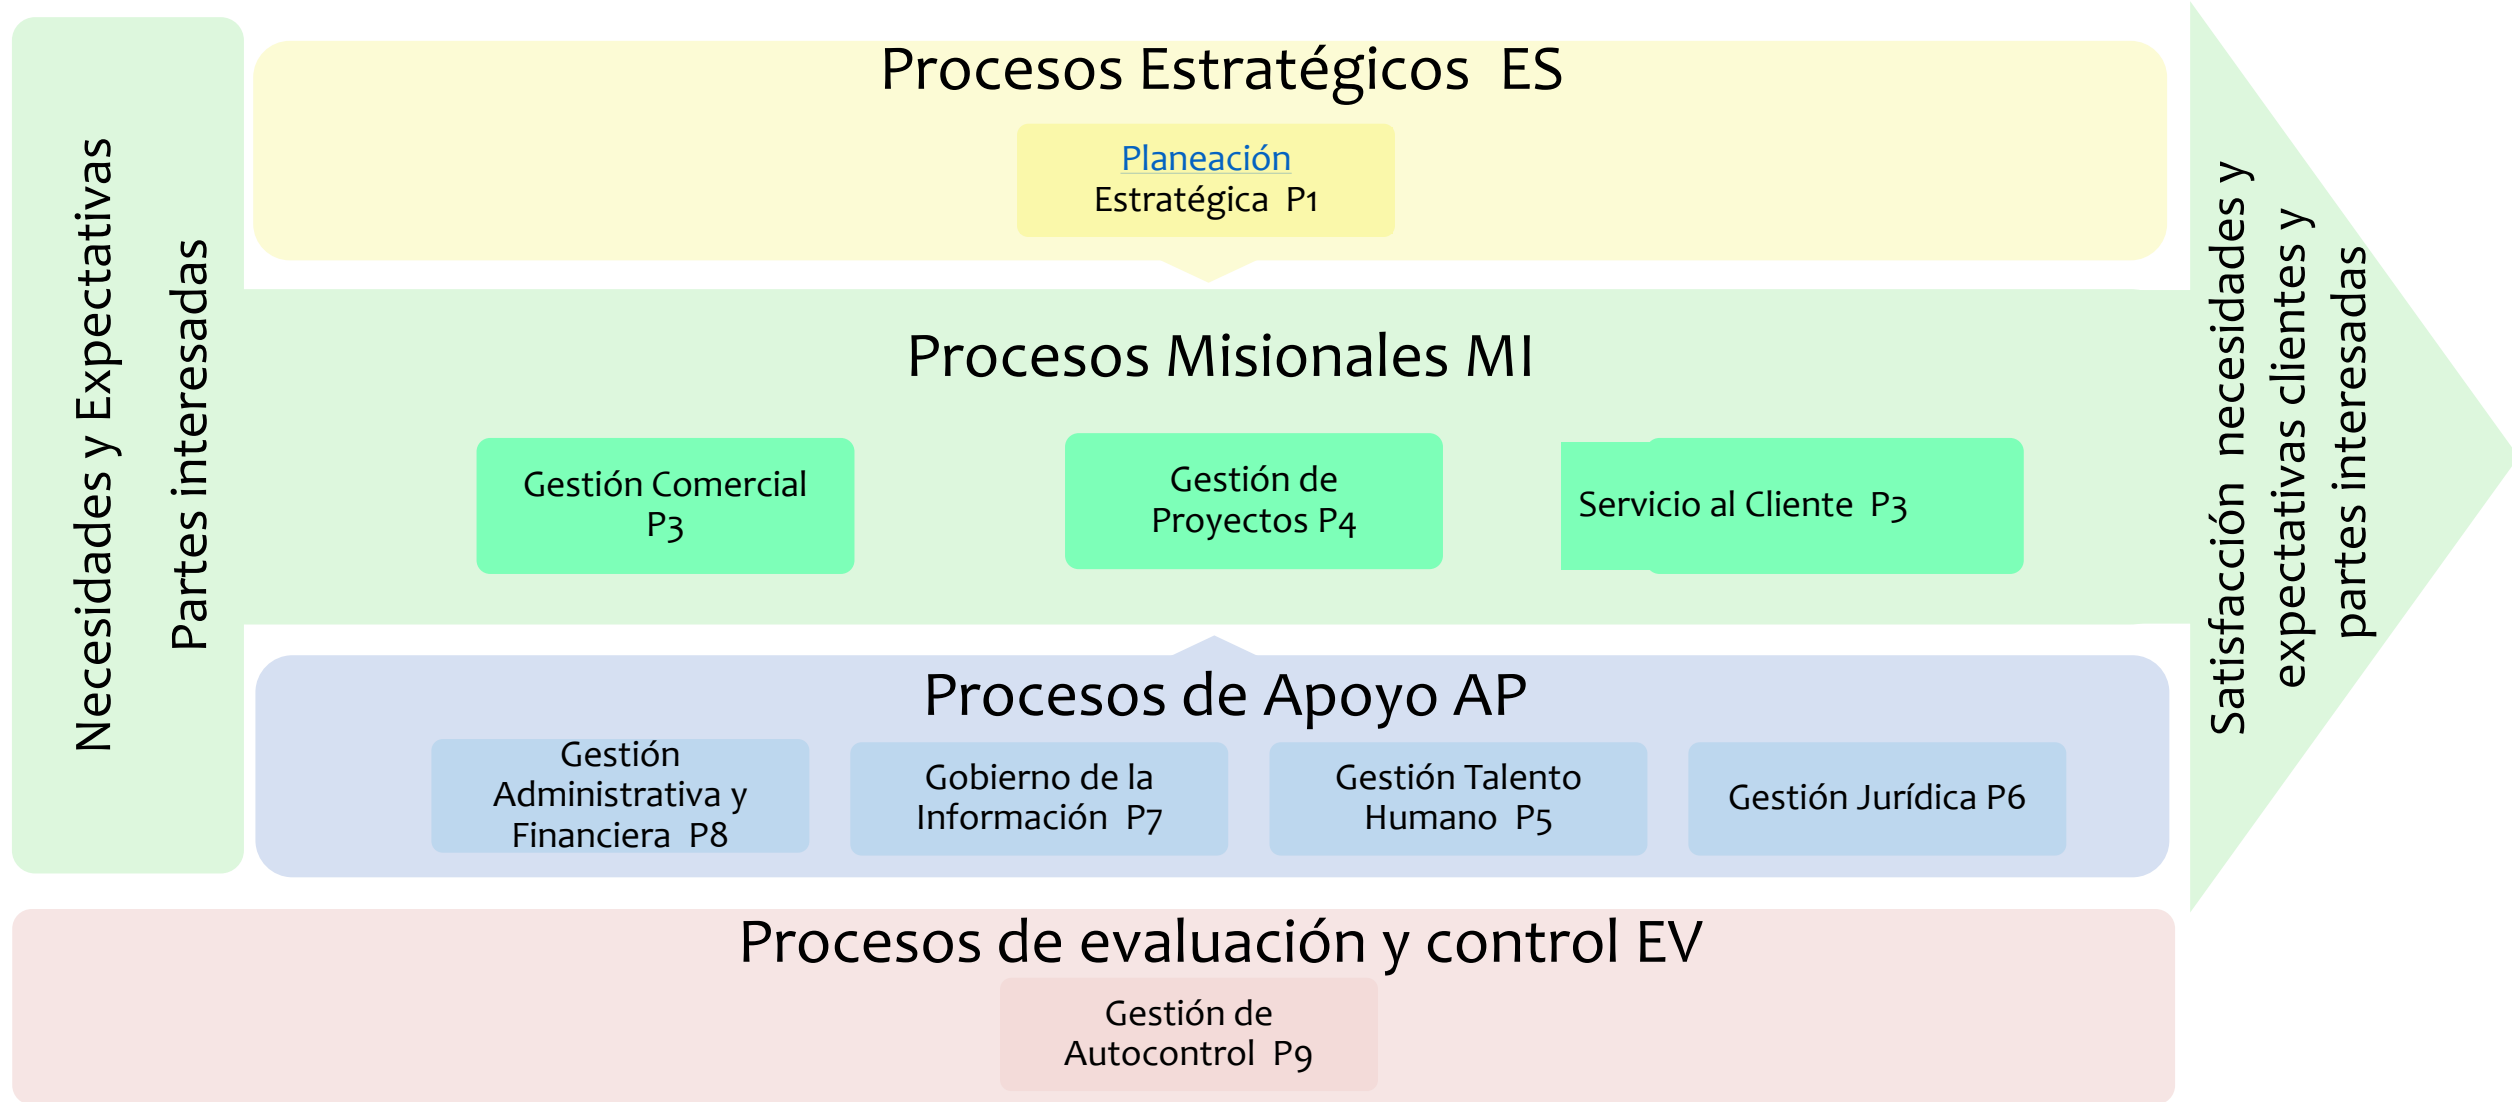 Necesidades y Expectativas
Partes interesadas
Procesos Estratégicos ES
Planeación
Estratégica P1
Procesos Misionales MI
Gestión Comercial
P3
Gestión de
Proyectos P4
Servicio al Cliente P3
Procesos de Apoyo AP
Gestión
Administrativa y
Financiera P8
Gobierno de la
Información P7
Gestión Talento
Humano P5
Gestión Jurídica P6
Procesos de evaluación y control EV
Gestión de
Autocontrol P9
Satisfacción necesidades y
expectativas clientes y
partes interesadas